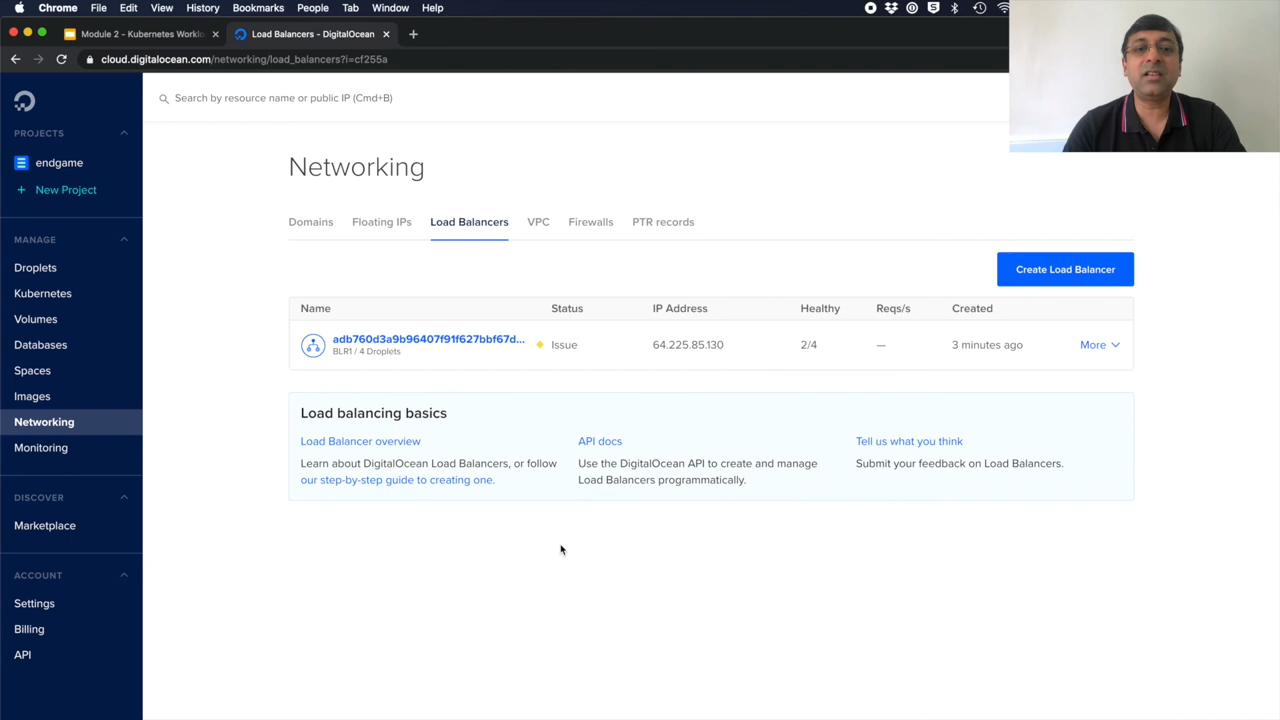 Chrome File Edit View History Bookmarks People Tab Window Help
Module 2 - Kubernetes Worklo
Load Balancers - DigitalOcean
cloud.digitalocean.com/networking/load_balancers?i=cf255a
Search by resource name or public IP (Cmd+B)
PROJECTS
endgame
+ New Project
MANAGE
Droplets
Kubernetes
Volumes
Databases
Spaces
Images
Networking
Monitoring
DISCOVER
Marketplace
ACCOUNT
Settings
Billing
API
Networking
Domains Floating IPs Load Balancers VPC Firewalls PTR records
Create Load Balancer
Name Status IP Address Healthy Reqs/s Created
adb760d3a9b96407f91f627bbf67d... Issue 64.225.85.130 2/4 — 3 minutes ago More
BLR1 / 4 Droplets
Load balancing basics
Load Balancer overview
Learn about DigitalOcean Load Balancers, or follow
our step-by-step guide to creating one.
API docs
Use the DigitalOcean API to create and manage
Load Balancers programmatically.
Tell us what you think
Submit your feedback on Load Balancers.